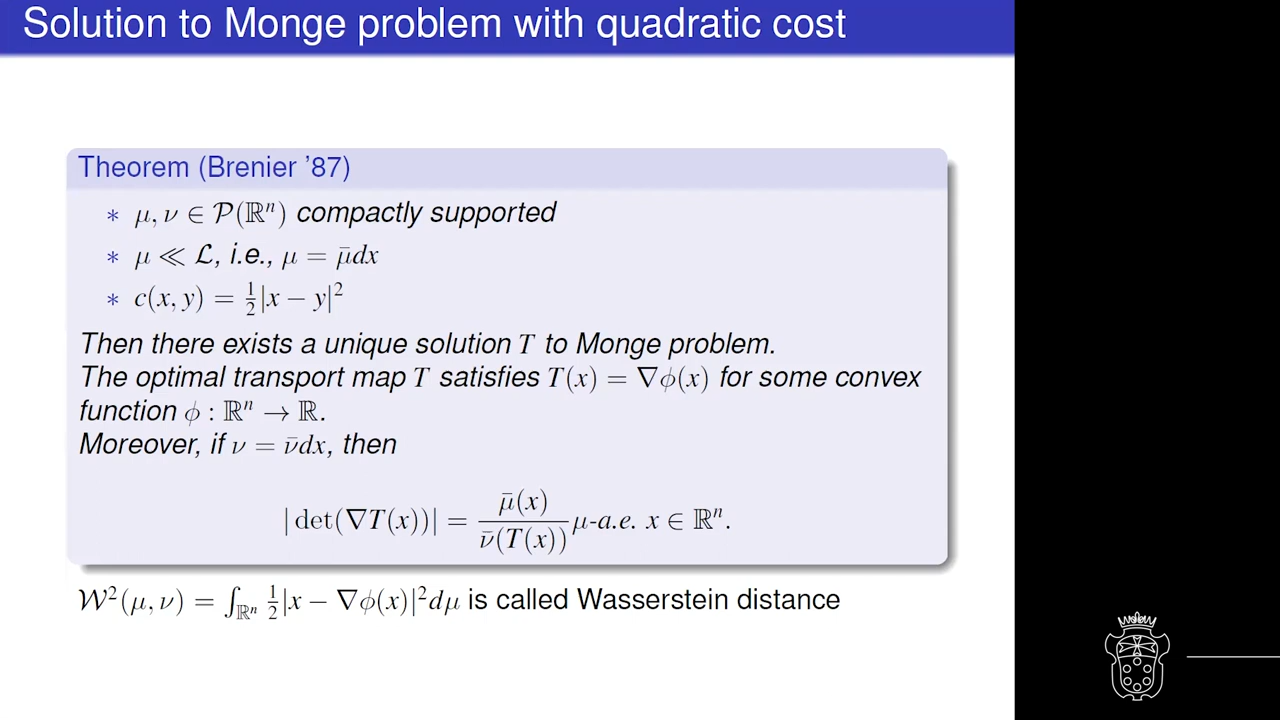 Solution to Monge problem with quadratic cost
Theorem (Brenier '87)
∗ μ, ν ∈ 𝒫(ℝⁿ) compactly supported
∗ μ ≪ ℒ, i.e., μ = μ̄dx
∗ c(x, y) = ½|x − y|²
Then there exists a unique solution T to Monge problem.
The optimal transport map T satisfies T(x) = ∇ϕ(x) for some convex
function ϕ : ℝⁿ → ℝ.
Moreover, if ν = ν̄dx, then
| det(∇T(x))| = μ̄(x) / ν̄(T(x)) μ-a.e. x ∈ ℝⁿ.
𝒲²(μ, ν) = ∫_ℝⁿ ½|x − ∇ϕ(x)|²dμ is called Wasserstein distance